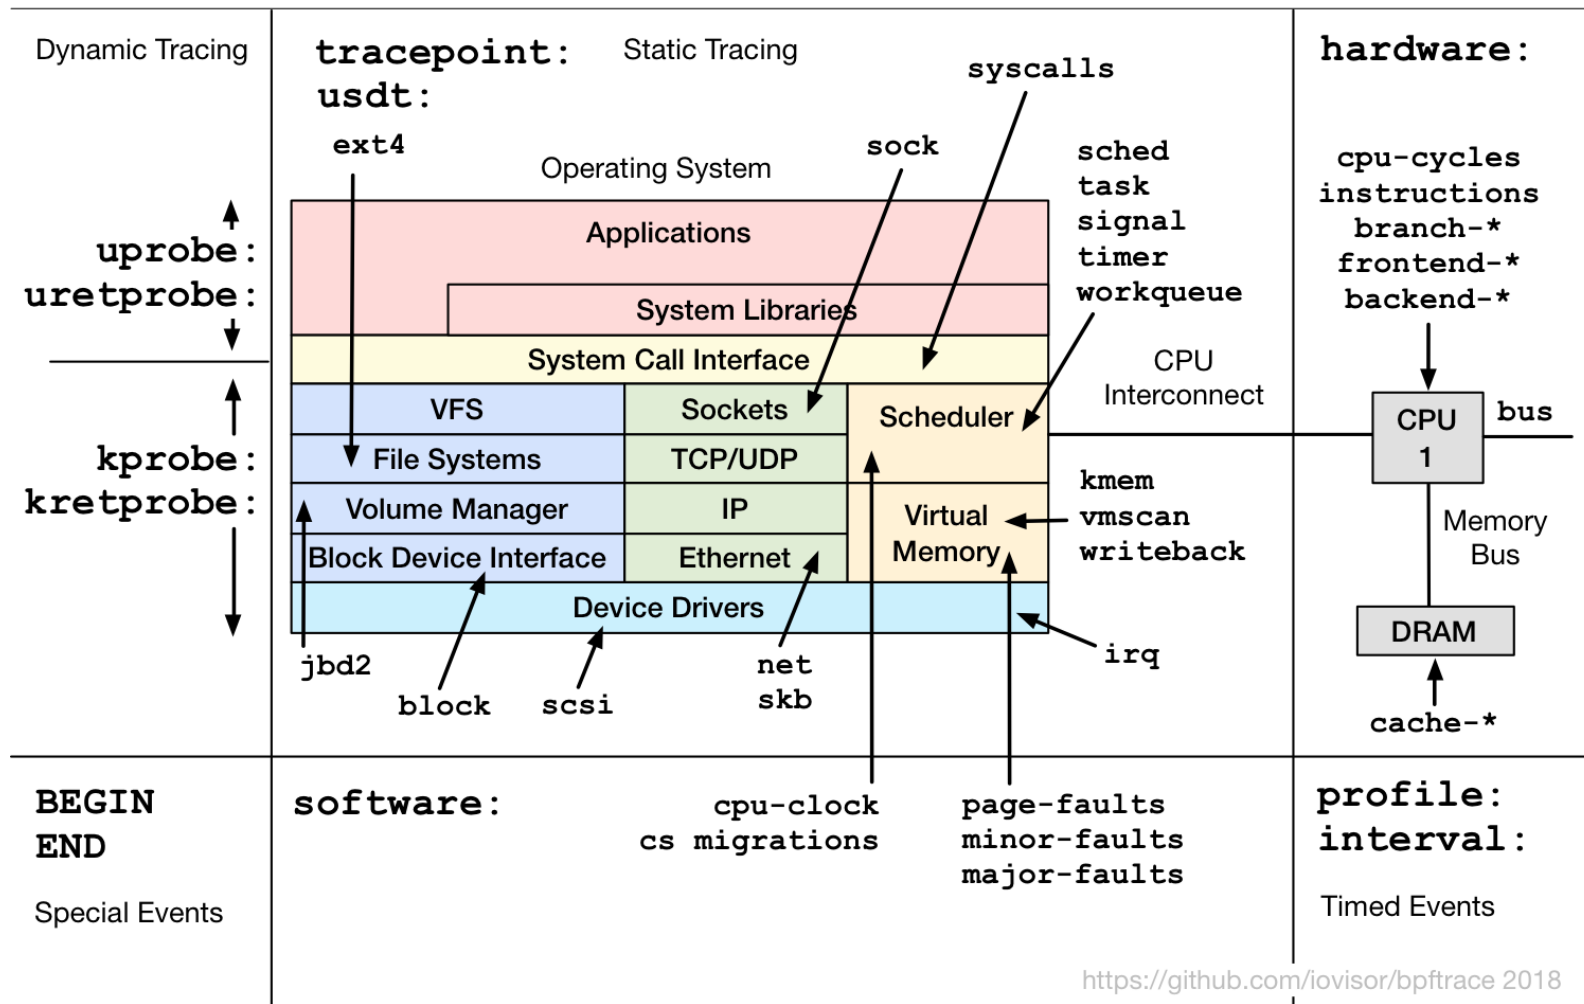 Dynamic Tracing
tracepoint:
usdt:
Static Tracing
syscalls
hardware:
ext4
sock
Operating System
sched
task
signal
timer
workqueue
cpu-cycles
instructions
branch-*
frontend-*
backend-*
uprobe:
uretprobe:
Applications
System Libraries
System Call Interface
CPU
Interconnect
VFS
Sockets
Scheduler
CPU
1
bus
kprobe:
kretprobe:
File Systems
TCP/UDP
Volume Manager
IP
Virtual
Memory
kmem
vmscan
writeback
Memory
Bus
Block Device Interface
Ethernet
Device Drivers
DRAM
jbd2
block
scsi
net
skb
irq
cache-*
BEGIN
END
Special Events
software:
cpu-clock
cs migrations
page-faults
minor-faults
major-faults
profile:
interval:
Timed Events
https://github.com/iovisor/bpftrace 2018